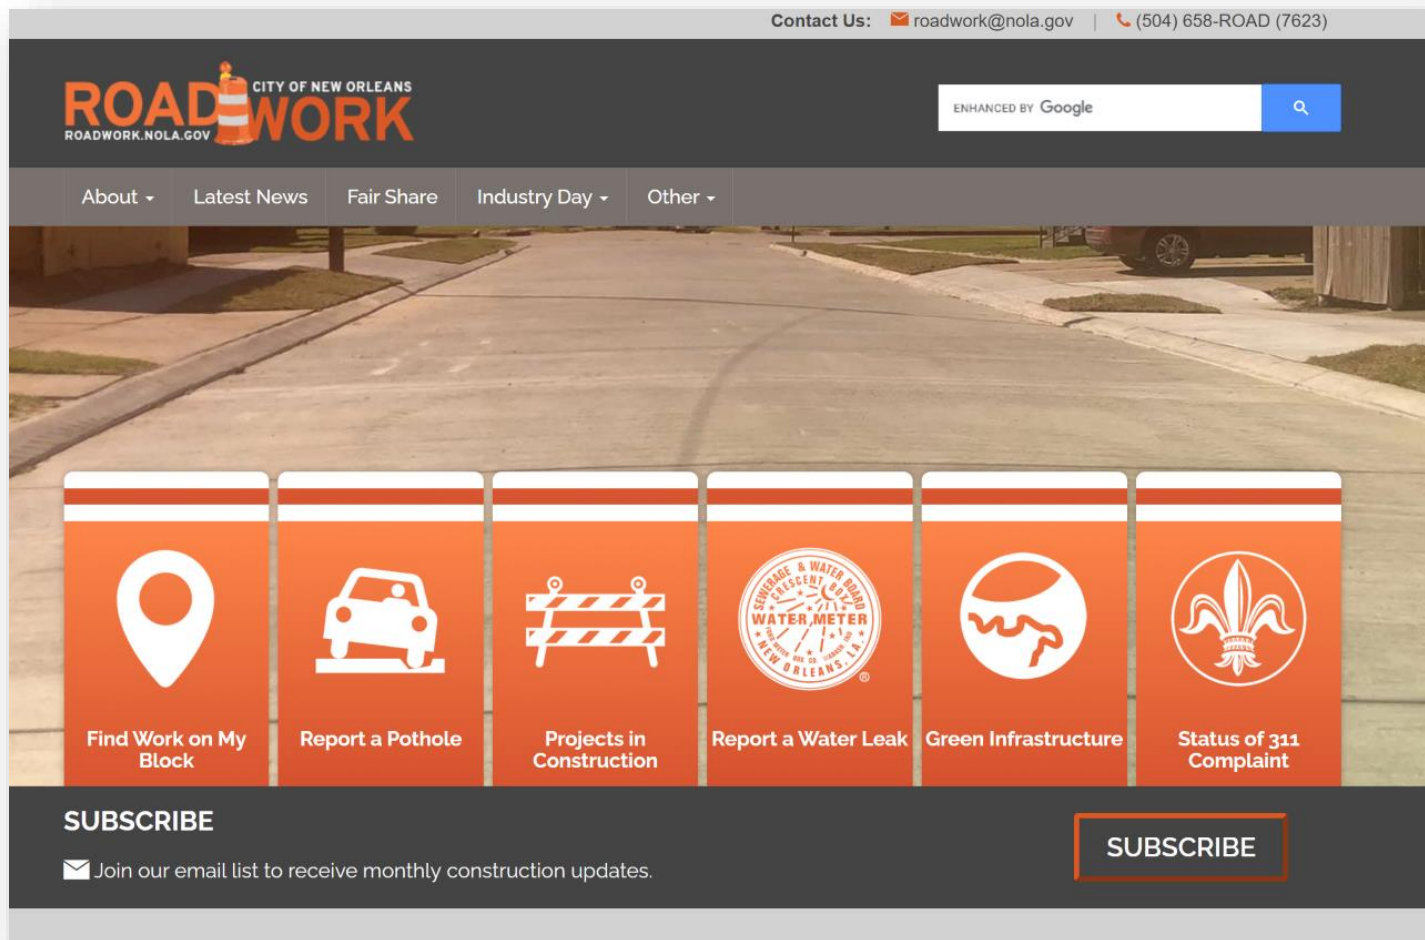 Contact Us: roadwork@nola.gov | (504) 658-ROAD (7623)
CITY OF NEW ORLEANS
ROADWORK
ROADWORK.NOLA.GOV
ENHANCED BY Google
About
Latest News
Fair Share
Industry Day
Other
SEWERAGE & WATER BOARD
CRESCENT BOX
WATER METER
NEW ORLEANS, LA.
®
Find Work on My
Block
Report a Pothole
Projects in
Construction
Report a Water Leak
Green Infrastructure
Status of 311
Complaint
SUBSCRIBE
Join our email list to receive monthly construction updates.
SUBSCRIBE